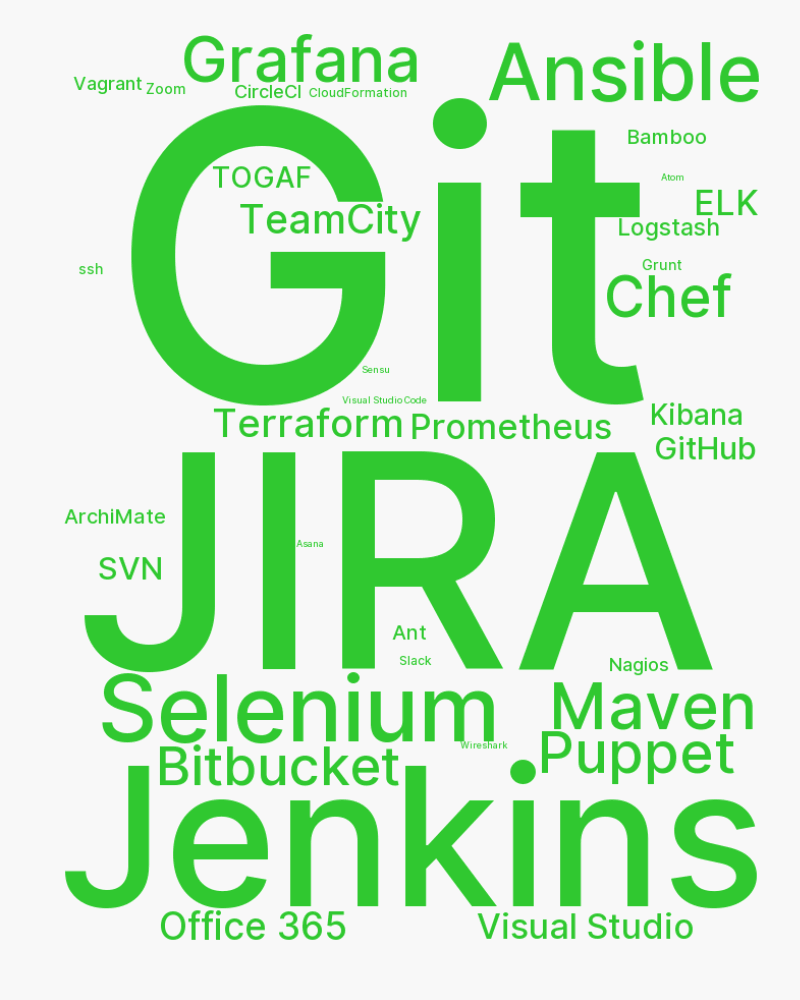 Grafana
Ansible
Vagrant
Zoom
CircleCI
CloudFormation
Git
Bamboo
TOGAF
Atom
ELK
TeamCity
Logstash
ssh
Grunt
Chef
Sensu
Visual Studio Code
Terraform
Prometheus
Kibana
GitHub
JIRA
ArchiMate
Asana
SVN
Ant
Slack
Nagios
Selenium
Maven
Wireshark
Puppet
Bitbucket
Jenkins
Office 365
Visual Studio